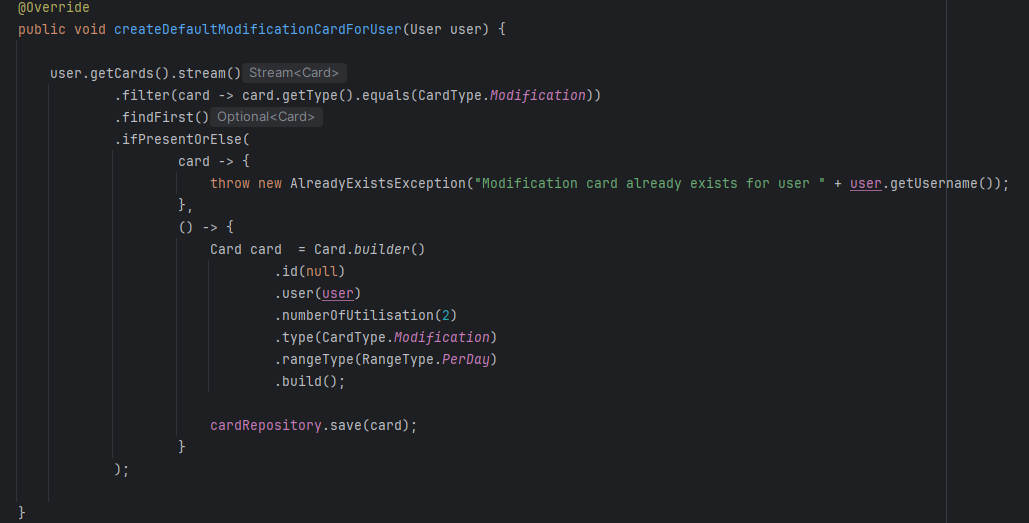 @Override
public void createDefaultModificationCardForUser(User user) {
user.getCards().stream() Stream<Card>
.filter(card -> card.getType().equals(CardType.Modification))
.findFirst() Optional<Card>
.ifPresentOrElse(
card -> {
throw new AlreadyExistsException("Modification card already exists for user " + user.getUsername());
},
() -> {
Card card  = Card.builder()
.id(null)
.user(user)
.numberOfUtilisation(2)
.type(CardType.Modification)
.rangeType(RangeType.PerDay)
.build();
cardRepository.save(card);
}
);
}